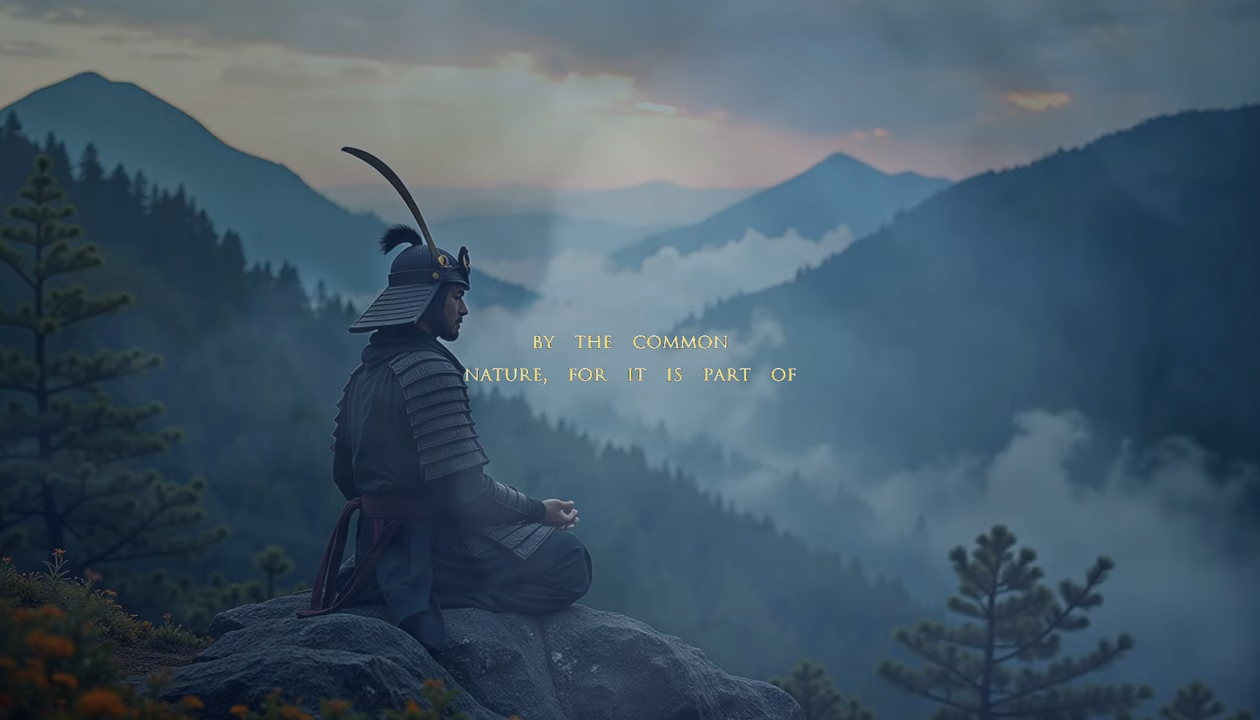 BY THE COMMON
NATURE, FOR IT IS PART OF